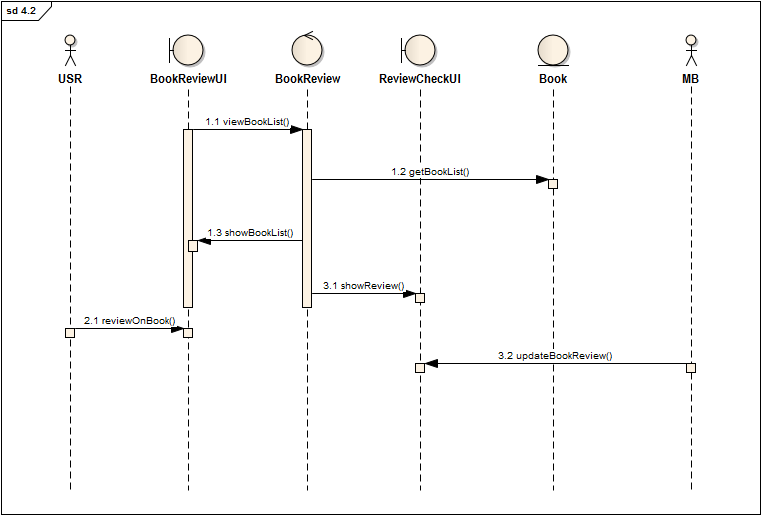 sd 4.2
USR
BookReviewUI
BookReview
ReviewCheckUI
Book
MB
1.1 viewBookList()
1.2 getBookList()
1.3 showBookList()
3.1 showReview()
2.1 reviewOnBook()
3.2 updateBookReview()